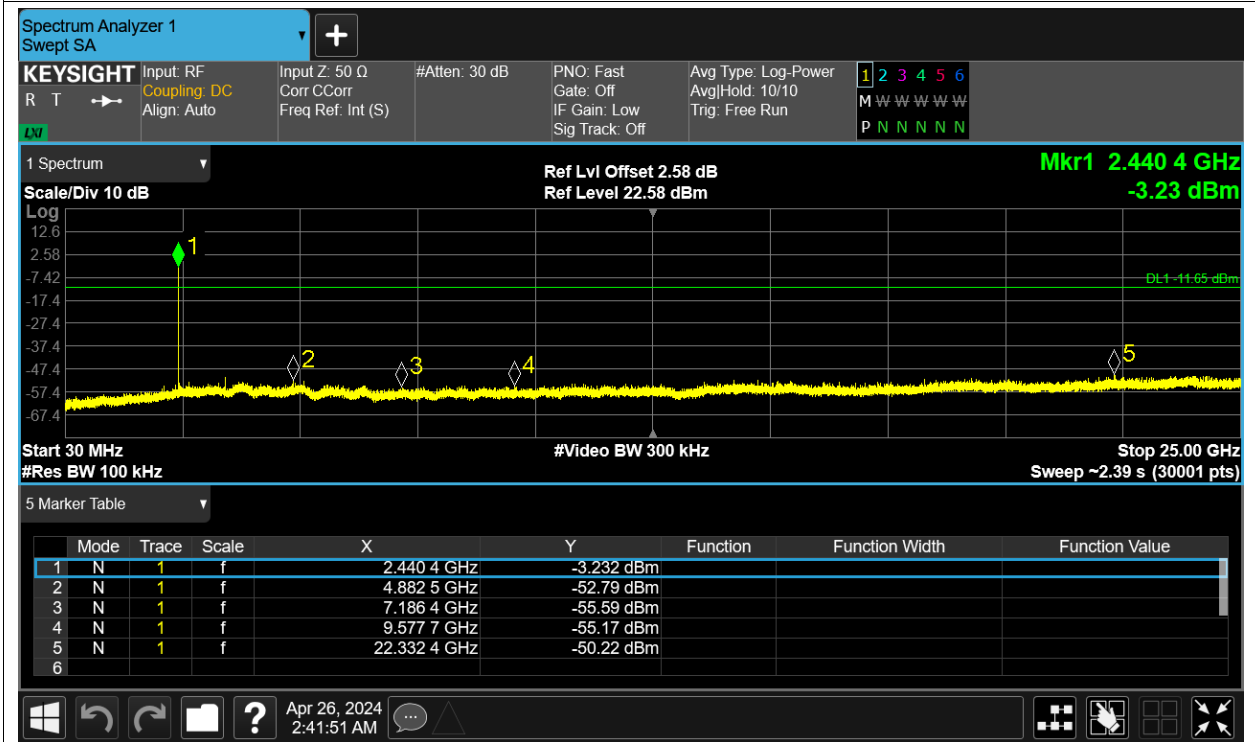 Spectrum Analyzer 1
Swept SA
KEYSIGHT
R T
LXI
Input: RF
Coupling: DC
Align: Auto
Input Z: 50 Ω
Corr CCorr
Freq Ref: Int (S)
#Atten: 30 dB
PNO: Fast
Gate: Off
IF Gain: Low
Sig Track: Off
Avg Type: Log-Power
Avg|Hold: 10/10
Trig: Free Run
1 2 3 4 5 6
M W W W W W
P N N N N N
1 Spectrum
Scale/Div 10 dB
Ref Lvl Offset 2.58 dB
Ref Level 22.58 dBm
Mkr1 2.440 4 GHz
-3.23 dBm
Log
12.6
2.58
-7.42
-17.4
-27.4
-37.4
-47.4
-57.4
-67.4
1
2
3
4
5
DL1 -11.65 dBm
Start 30 MHz
#Video BW 300 kHz
Stop 25.00 GHz
#Res BW 100 kHz
Sweep ~2.39 s (30001 pts)
5 Marker Table
Mode Trace Scale X Y Function Function Width Function Value
1 N 1 f 2.440 4 GHz -3.232 dBm
2 N 1 f 4.882 5 GHz -52.79 dBm
3 N 1 f 7.186 4 GHz -55.59 dBm
4 N 1 f 9.577 7 GHz -55.17 dBm
5 N 1 f 22.332 4 GHz -50.22 dBm
6
?
Apr 26, 2024
2:41:51 AM